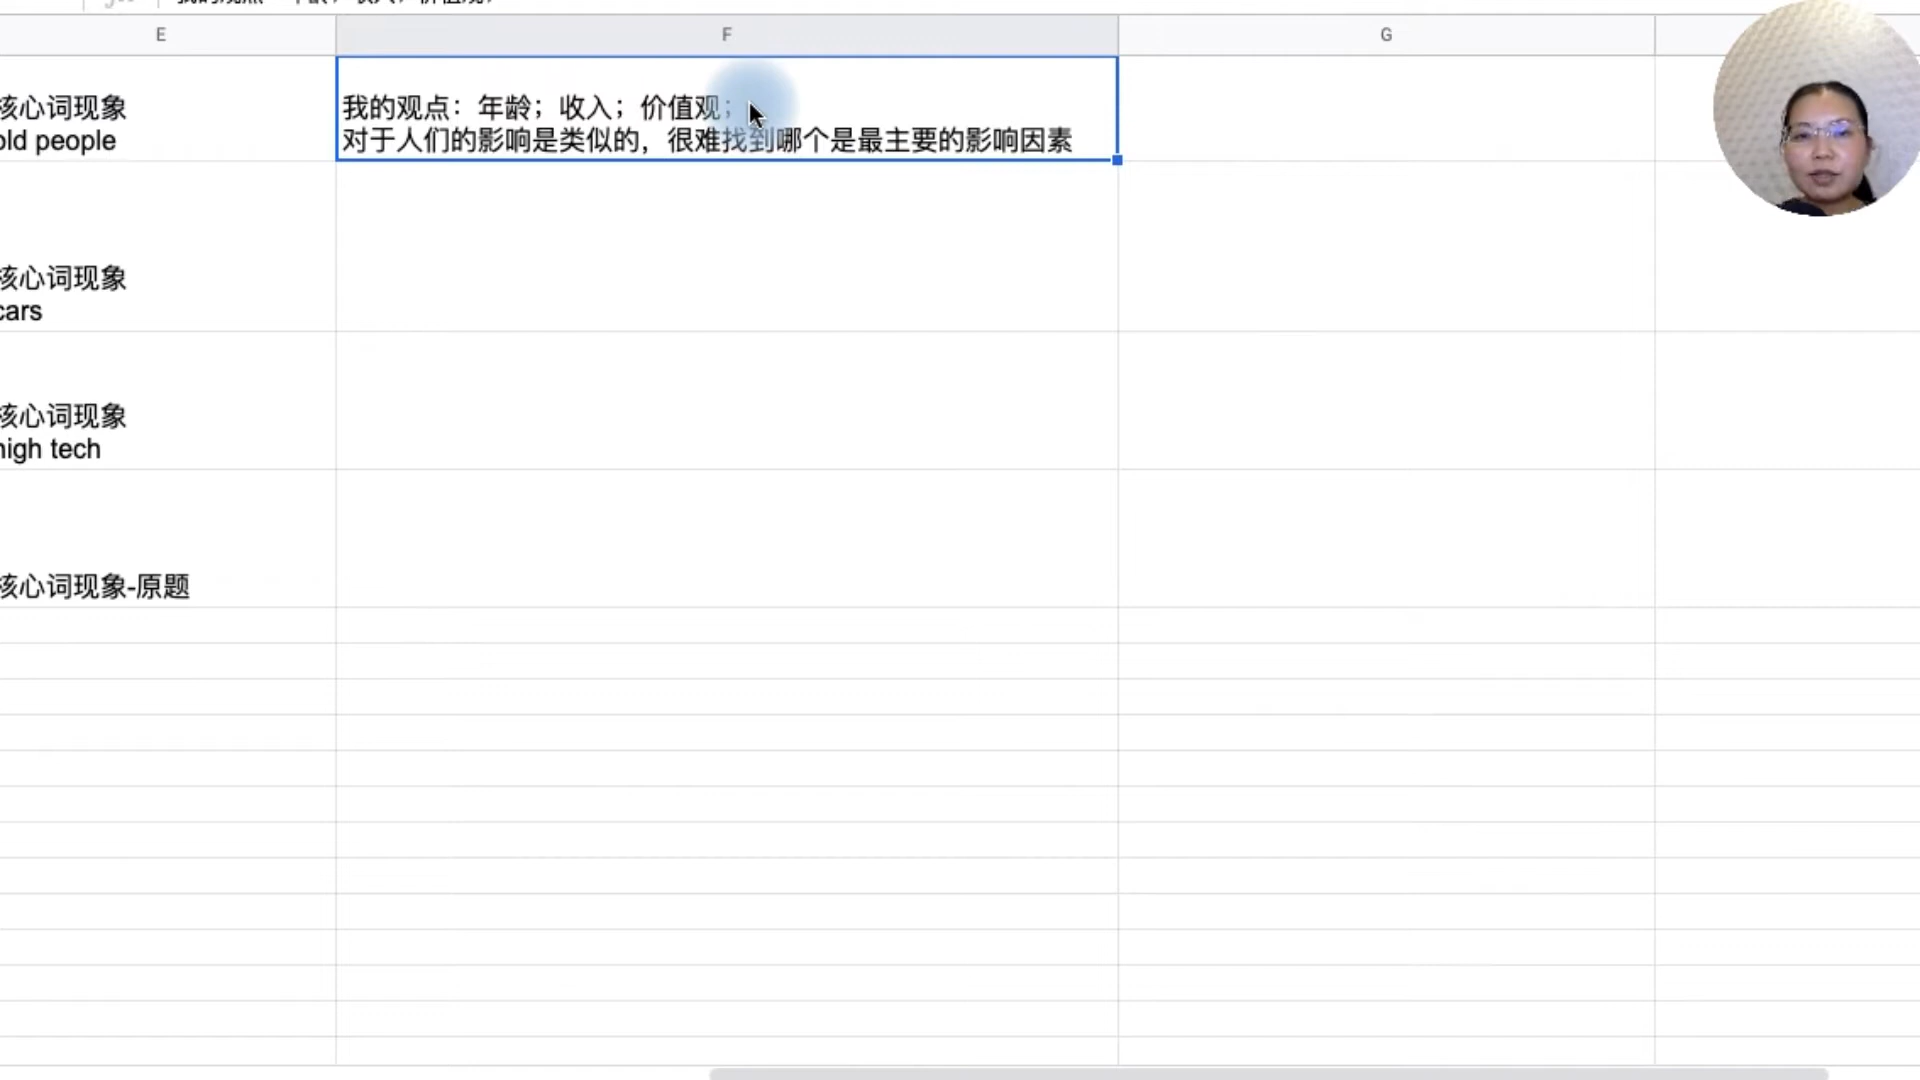 E
F
G
核心词现象
old people
我的观点：年龄；收入；价值观；
对于人们的影响是类似的，很难找到哪个是最主要的影响因素
核心词现象
cars
核心词现象
high tech
核心词现象-原题